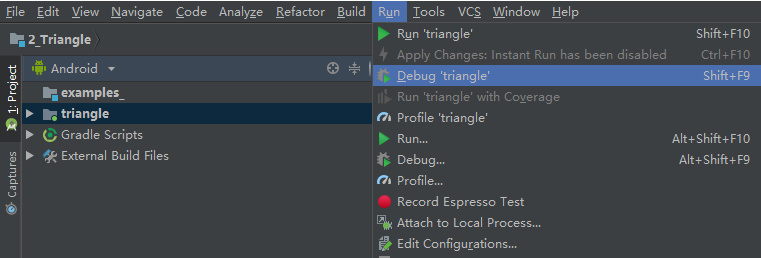 File Edit View Navigate Code Analyze Refactor Build Run Tools VCS Window Help
2_Triangle
Android
examples_
triangle
Gradle Scripts
External Build Files
1: Project
Captures
Run 'triangle' Shift+F10
Apply Changes: Instant Run has been disabled Ctrl+F10
Debug 'triangle' Shift+F9
Run 'triangle' with Coverage
Profile 'triangle'
Run... Alt+Shift+F10
Debug... Alt+Shift+F9
Profile...
Record Espresso Test
Attach to Local Process...
Edit Configurations...